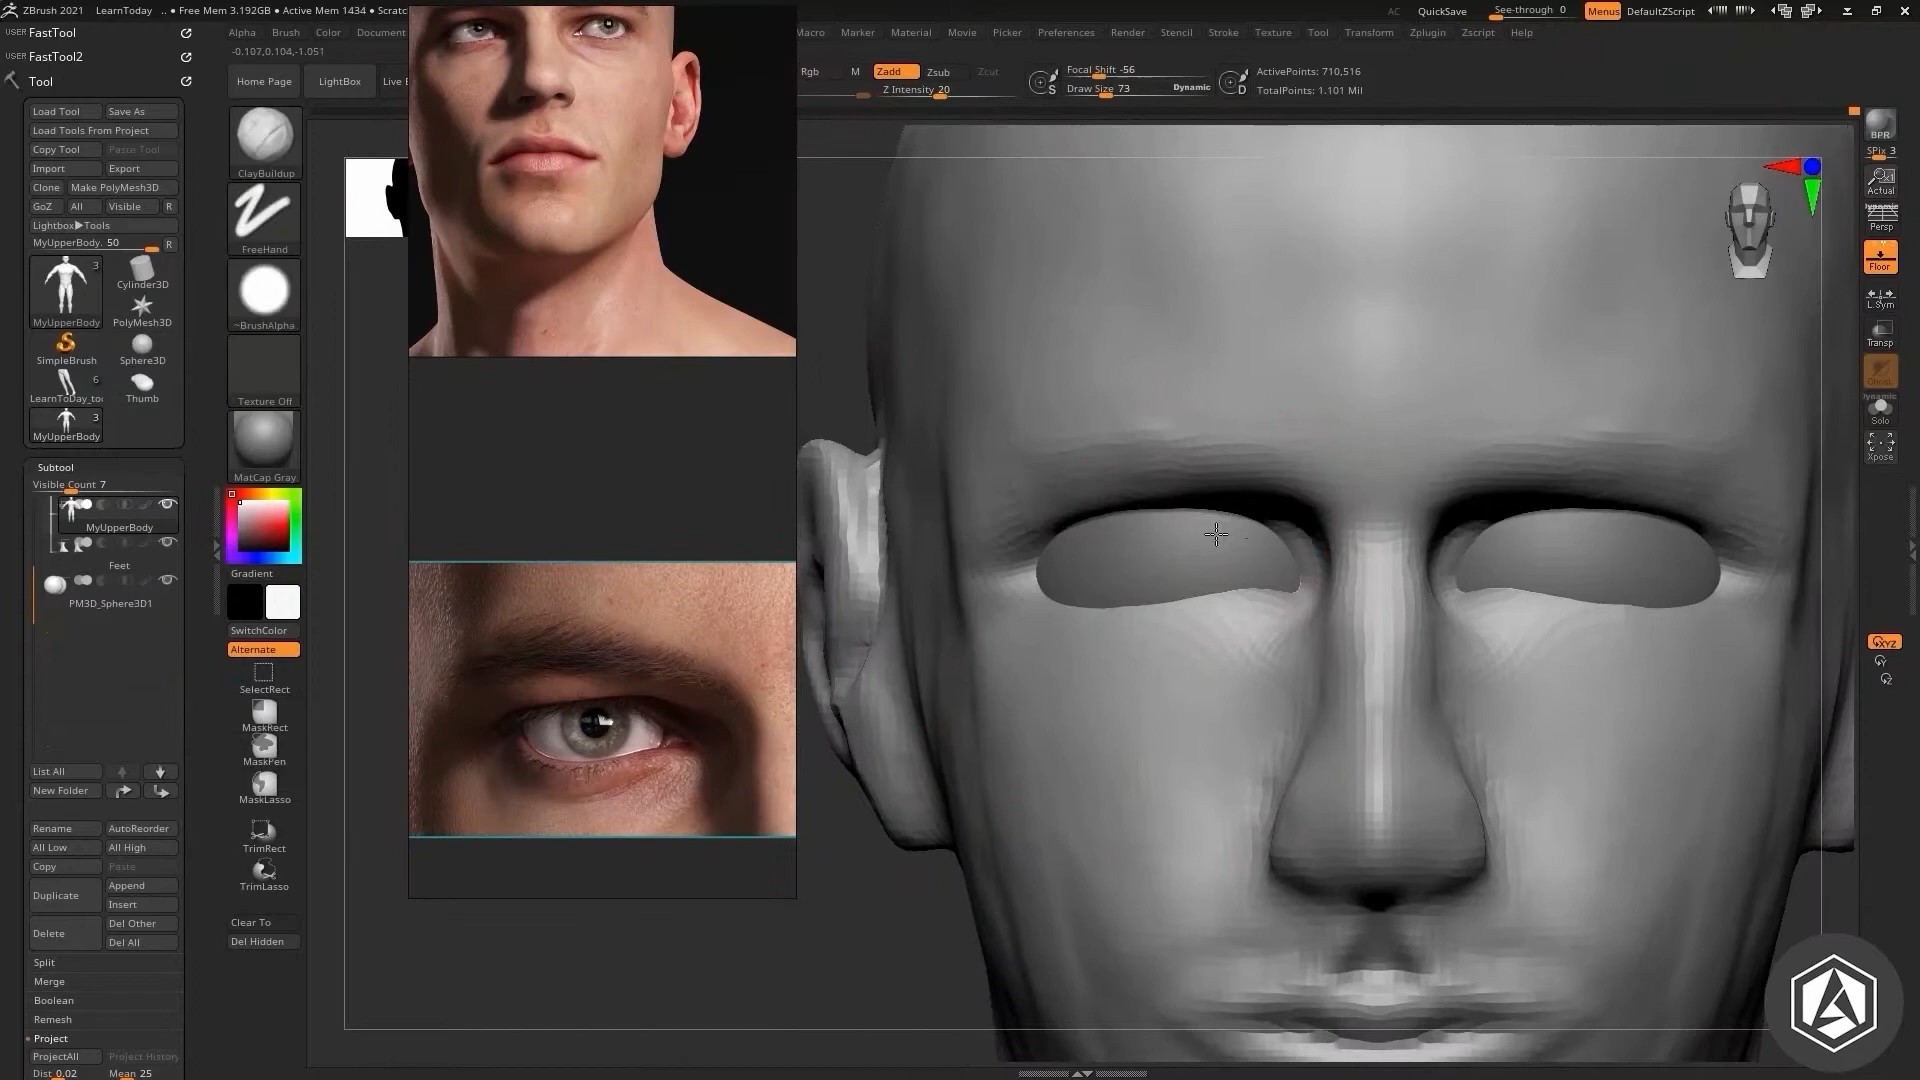 ZBrush 2021 LearnToday .. • Free Mem 3.192GB • Active Mem 1434 • Scratc
AC QuickSave See-through 0 Menus DefaultZScript
USER FastTool
Alpha Brush Color Document Macro Marker Material Movie Picker Preferences Render Stencil Stroke Texture Tool Transform Zplugin Zscript Help
-0.107,0.104,-1.051
USER FastTool2
Tool
Home Page LightBox Live B
Rgb M Zadd Zsub Zcut
Z Intensity 20
S
Focal Shift -56
Draw Size 73 Dynamic
D
ActivePoints: 710,516
TotalPoints: 1.101 Mil
Load Tool Save As
Load Tools From Project
Copy Tool Paste Tool
Import Export
Clone Make PolyMesh3D
GoZ All Visible R
Lightbox▶Tools
MyUpperBody. 50 R
3
MyUpperBody
Cylinder3D
PolyMesh3D
SimpleBrush
Sphere3D
6
LearnToDay_too
Thumb
3
MyUpperBody
Subtool
Visible Count 7
MyUpperBody
Feet
PM3D_Sphere3D1
List All
New Folder
Rename AutoReorder
All Low All High
Copy Paste
Duplicate Append
Insert
Delete Del Other
Del All
Split
Merge
Boolean
Remesh
Project
ProjectAll Project History
Dist 0.02 Mean 25
ClayBuildup
FreeHand
~BrushAlpha
Texture Off
MatCap Gray
Gradient
SwitchColor
Alternate
SelectRect
MaskRect
MaskPen
MaskLasso
TrimRect
TrimLasso
Clear To
Del Hidden
BPR
SPix 3
Actual
Dynamic
Persp
Floor
L.Sym
Transp
Ghost
Dynamic
Solo
Xpose
XYZ
Y
Z